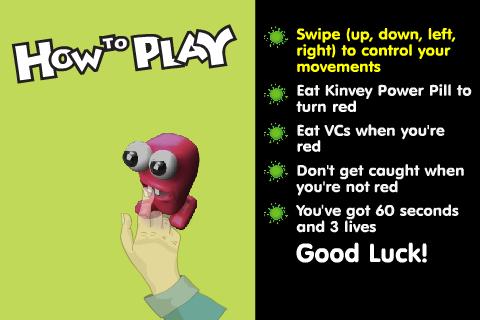 HOW TO PLAY
Swipe (up, down, left,
right) to control your
movements
Eat Kinvey Power Pill to
turn red
Eat VCs when you're
red
Don't get caught when
you're not red
You've got 60 seconds
and 3 lives
Good Luck!